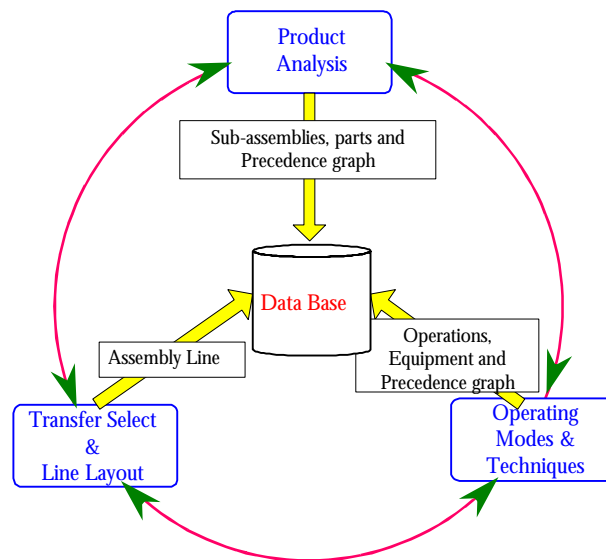 Product
Analysis
Sub-assemblies, parts and
Precedence graph
Data Base
Assembly Line
Operations,
Equipment and
Precedence graph
Transfer Select
&
Line Layout
Operating
Modes &
Techniques